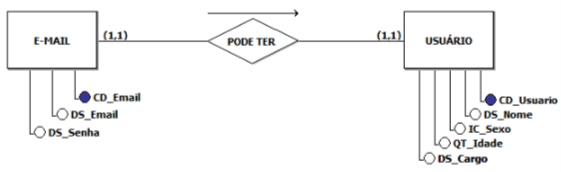 E-MAIL (1,1) PODE TER (1,1) USUÁRIO
CD_Email
DS_Email
DS_Senha
CD_Usuario
DS_Nome
IC_Sexo
QT_Idade
DS_Cargo